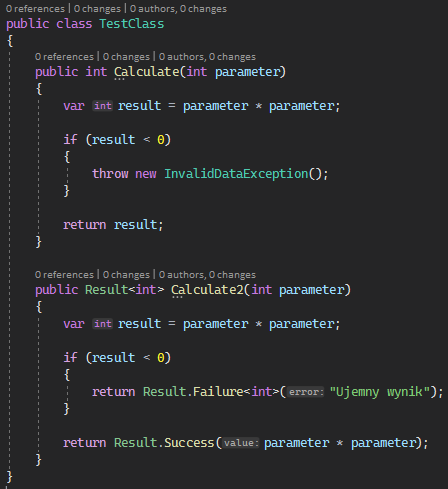 0 references | 0 changes | 0 authors, 0 changes
public class TestClass
{
0 references | 0 changes | 0 authors, 0 changes
public int Calculate(int parameter)
{
var int result = parameter * parameter;
if (result < 0)
{
throw new InvalidDataException();
}
return result;
}
0 references | 0 changes | 0 authors, 0 changes
public Result<int> Calculate2(int parameter)
{
var int result = parameter * parameter;
if (result < 0)
{
return Result.Failure<int>(error: "Ujemny wynik");
}
return Result.Success(value: parameter * parameter);
}
}